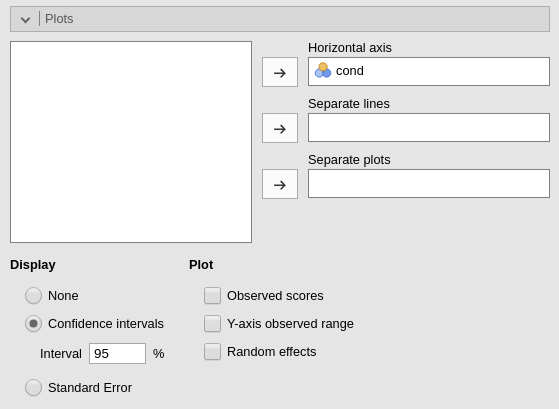 Plots
Horizontal axis
cond
Separate lines
Separate plots
Display
Plot
None
Observed scores
Confidence intervals
Y-axis observed range
Interval 95 %
Random effects
Standard Error